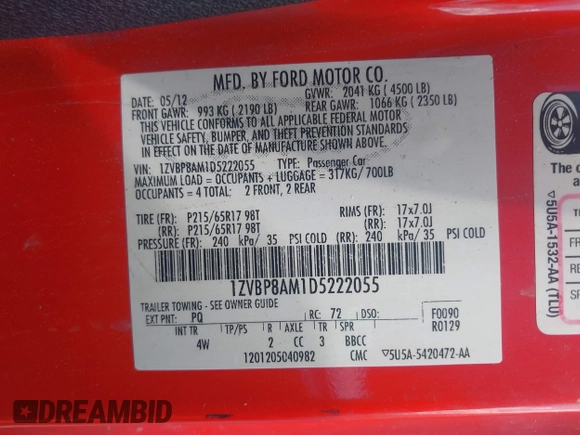 MFD. BY FORD MOTOR CO.
DATE: 05/12 GVWR: 2041 KG ( 4500 LB)
FRONT GAWR: 993 KG ( 2190 LB) REAR GAWR: 1066 KG ( 2350 LB)
THIS VEHICLE CONFORMS TO ALL APPLICABLE FEDERAL MOTOR
VEHICLE SAFETY, BUMPER, AND THEFT PREVENTION STANDARDS
IN EFFECT ON THE DATE OF MANUFACTURE SHOWN ABOVE.
VIN: 1ZVBP8AM1D5222055 TYPE: Passenger Car
MAXIMUM LOAD = OCCUPANTS + LUGGAGE = 317KG/ 700LB
OCCUPANTS = 4 TOTAL: 2 FRONT, 2 REAR
TIRE (FR): P215/65R17 98T RIMS (FR): 17x7.0J
(RR): P215/65R17 98T (RR): 17x7.0J
PRESSURE (FR): 240 kPa/ 35 PSI COLD (RR): 240 kPa/ 35 PSI COLD
1ZVBP8AM1D5222055
TRAILER TOWING - SEE OWNER GUIDE
EXT PNT: PQ RC: 72 DSO: F0090
R0129
INT TR TP/PS R AXLE TR SPR
4W 2 CC 3 BBCC
1201205040982 CMC ▽5U5A-5420472-AA
The c
a
▽5U5A-1532-AA (TLU)
FR
RE
SP
DREAMBID